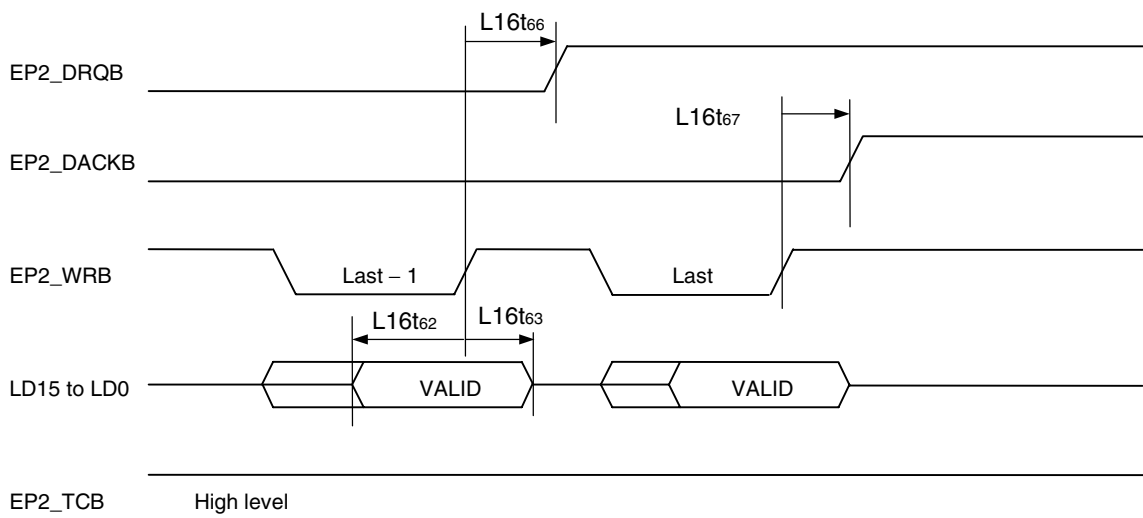 L16t66
EP2_DRQB
L16t67
EP2_DACKB
EP2_WRB
Last – 1
Last
L16t62
L16t63
LD15 to LD0
VALID
VALID
EP2_TCB
High level